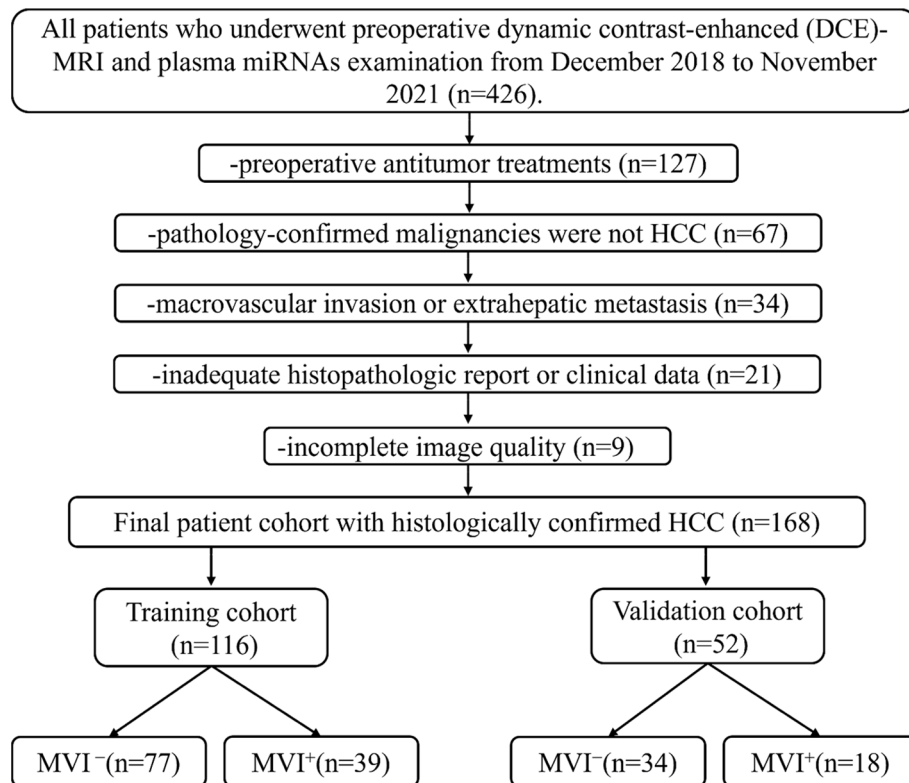 All patients who underwent preoperative dynamic contrast-enhanced (DCE)-
MRI and plasma miRNAs examination from December 2018 to November
2021 (n=426).
-preoperative antitumor treatments (n=127)
-pathology-confirmed malignancies were not HCC (n=67)
-macrovascular invasion or extrahepatic metastasis (n=34)
-inadequate histopathologic report or clinical data (n=21)
-incomplete image quality (n=9)
Final patient cohort with histologically confirmed HCC (n=168)
Training cohort
(n=116)
Validation cohort
(n=52)
MVI⁻(n=77)
MVI⁺(n=39)
MVI⁻(n=34)
MVI⁺(n=18)